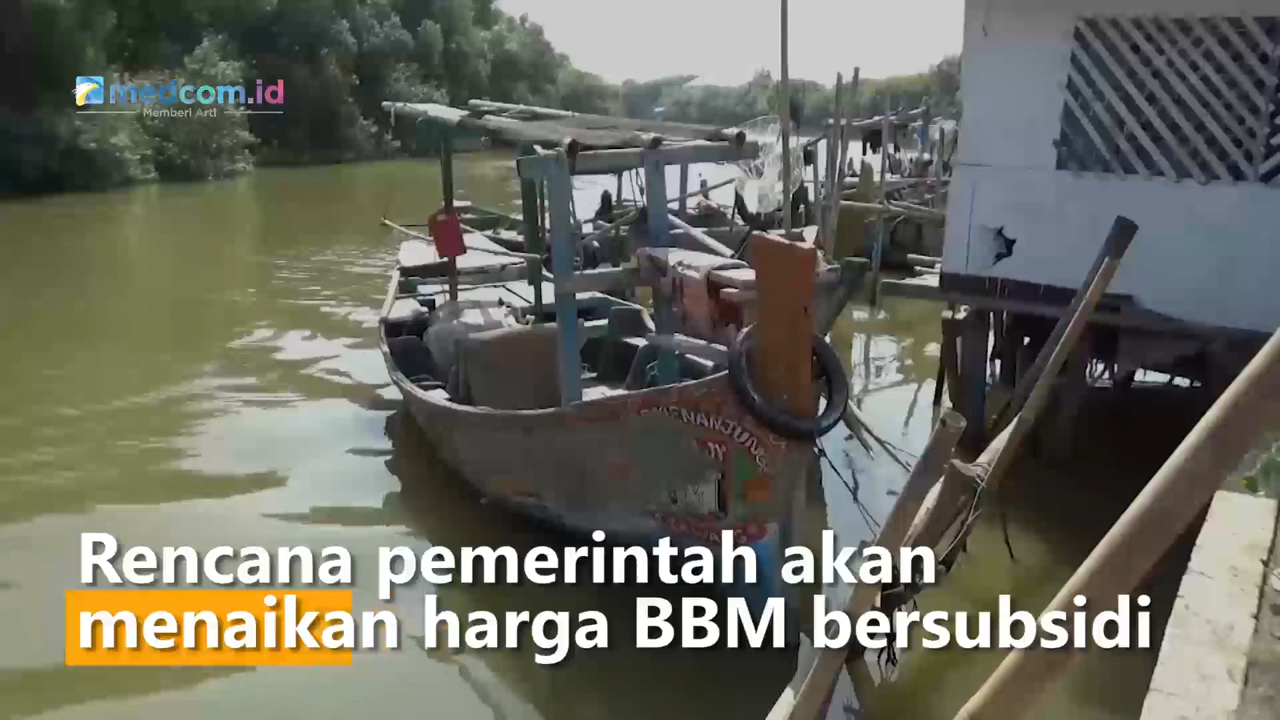 medcom.id
Memberi Arti
Rencana pemerintah akan
menaikan harga BBM bersubsidi